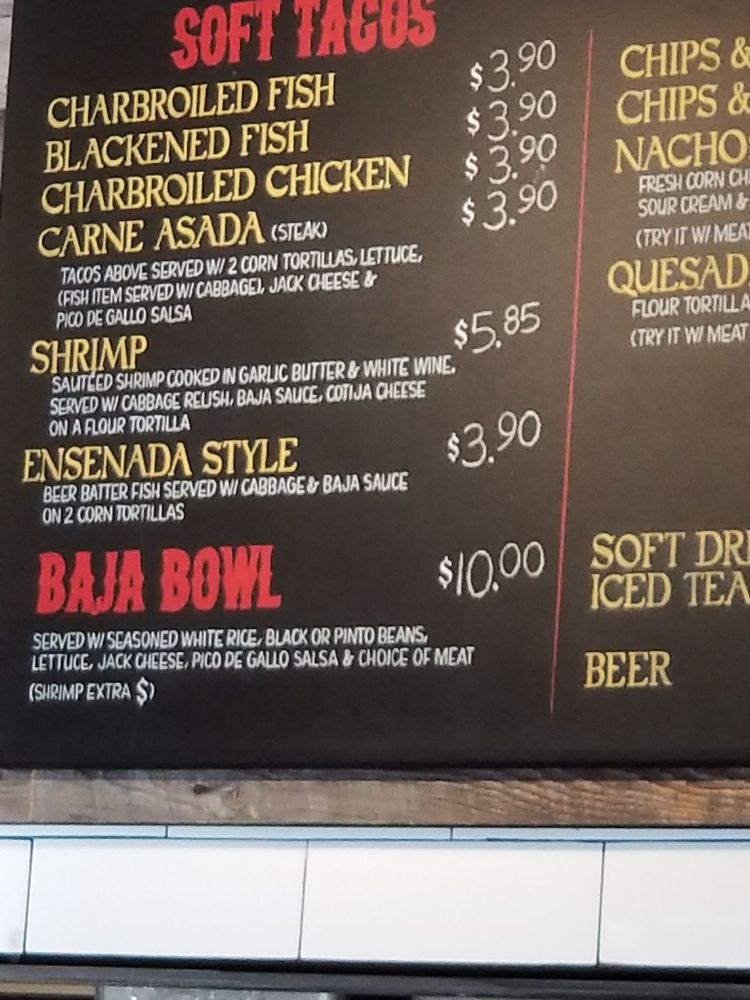 SOFT TACOS
CHARBROILED FISH $3.90
BLACKENED FISH $3.90
CHARBROILED CHICKEN $3.90
CARNE ASADA (STEAK) $3.90
TACOS ABOVE SERVED W/ 2 CORN TORTILLAS, LETTUCE,
(FISH ITEM SERVED W/ CABBAGE), JACK CHEESE &
PICO DE GALLO SALSA
SHRIMP $5.85
SAUTÉED SHRIMP COOKED IN GARLIC BUTTER & WHITE WINE,
SERVED W/ CABBAGE RELISH, BAJA SAUCE, COTIJA CHEESE
ON A FLOUR TORTILLA
ENSENADA STYLE $3.90
BEER BATTER FISH SERVED W/ CABBAGE & BAJA SAUCE
ON 2 CORN TORTILLAS
BAJA BOWL $10.00
SERVED W/ SEASONED WHITE RICE, BLACK OR PINTO BEANS,
LETTUCE, JACK CHEESE, PICO DE GALLO SALSA & CHOICE OF MEAT
(SHRIMP EXTRA $)
CHIPS &
CHIPS &
NACHO
FRESH CORN CH
SOUR CREAM &
(TRY IT W/ MEAT
QUESAD
FLOUR TORTILLA
(TRY IT W/ MEAT
SOFT DRI
ICED TEA
BEER